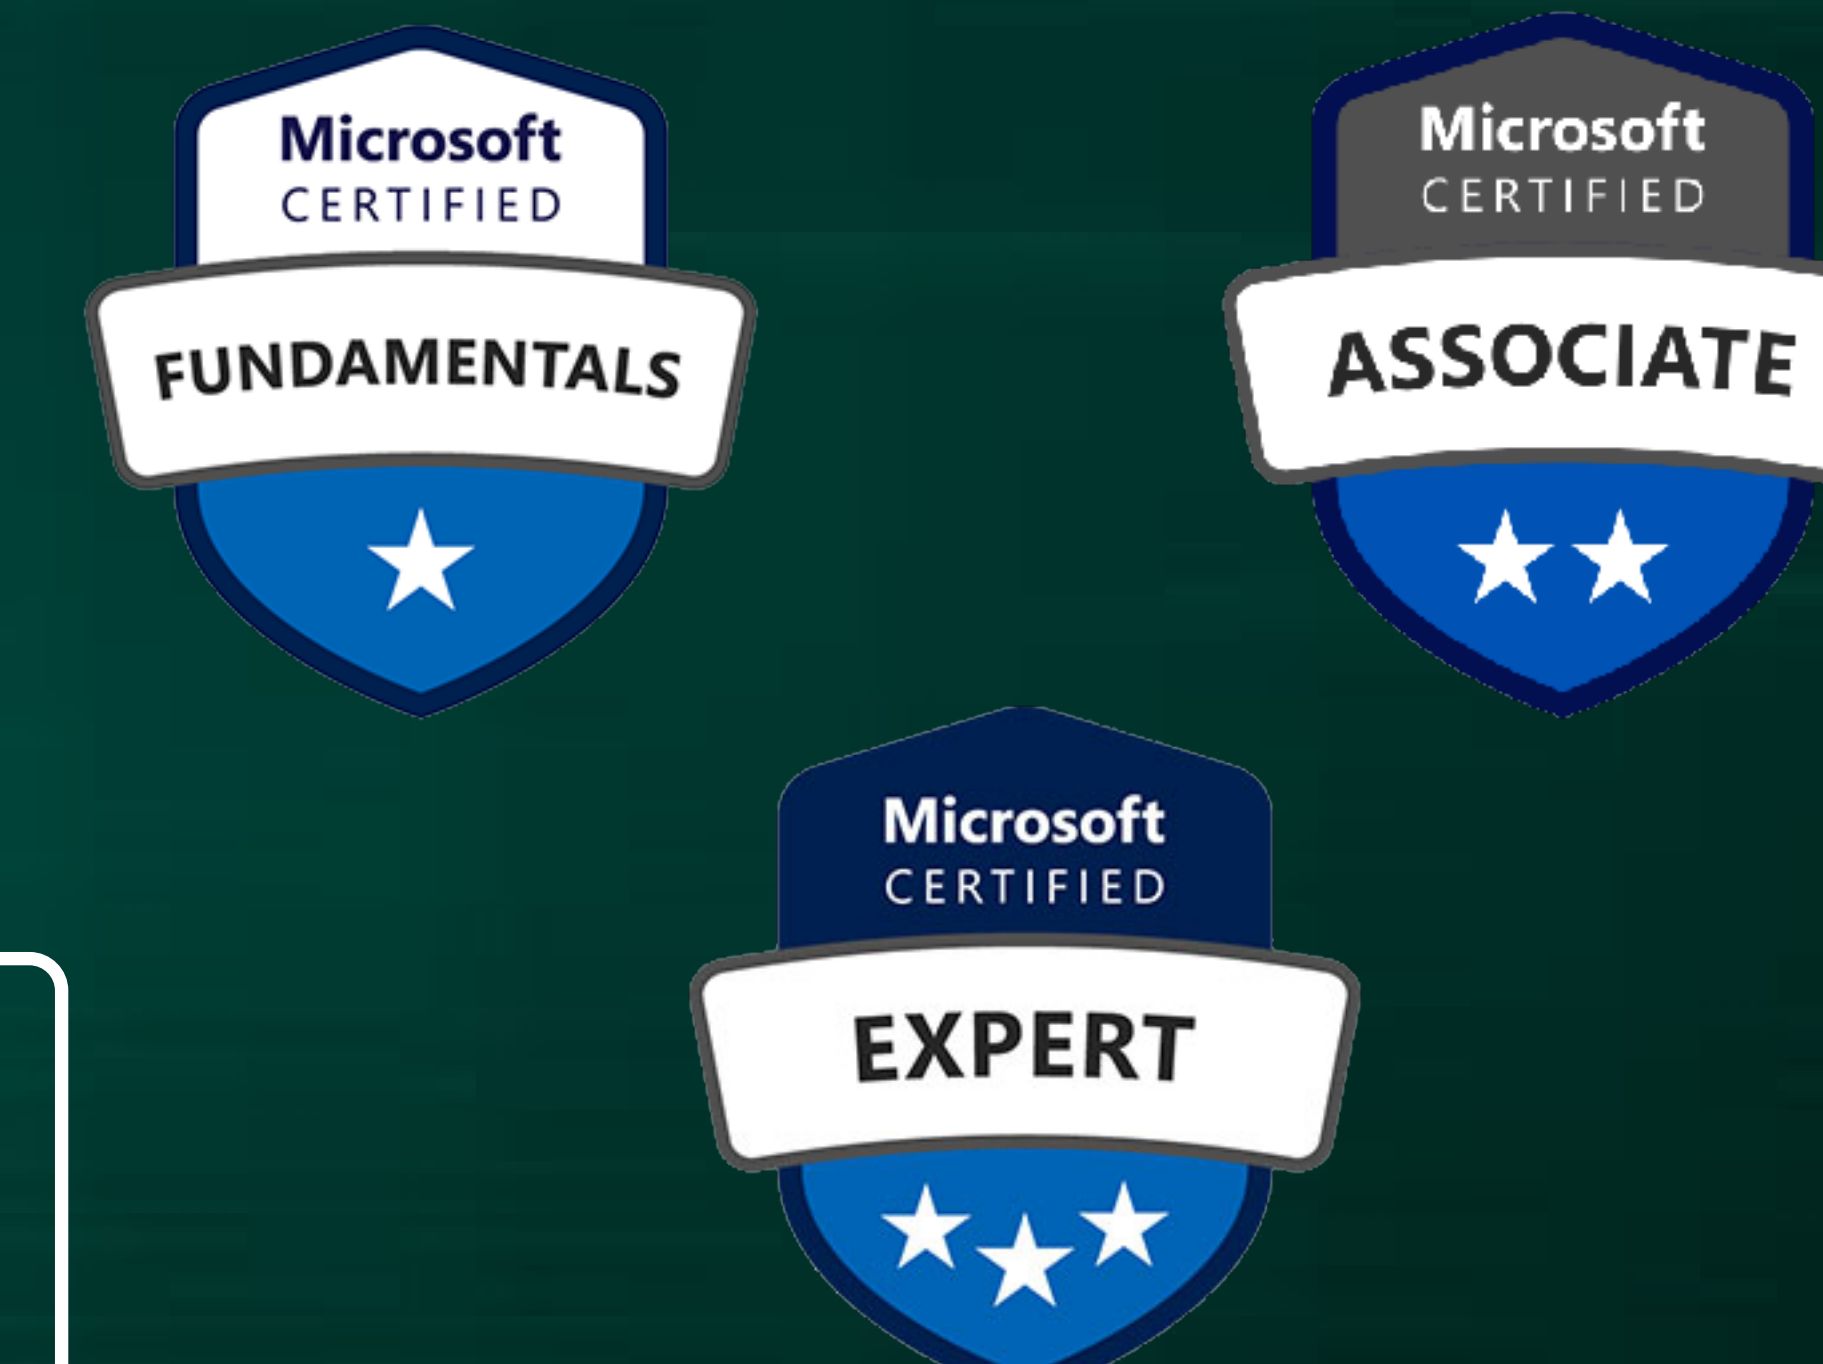 Microsoft
CERTIFIED
FUNDAMENTALS
Microsoft
CERTIFIED
ASSOCIATE
Microsoft
CERTIFIED
EXPERT